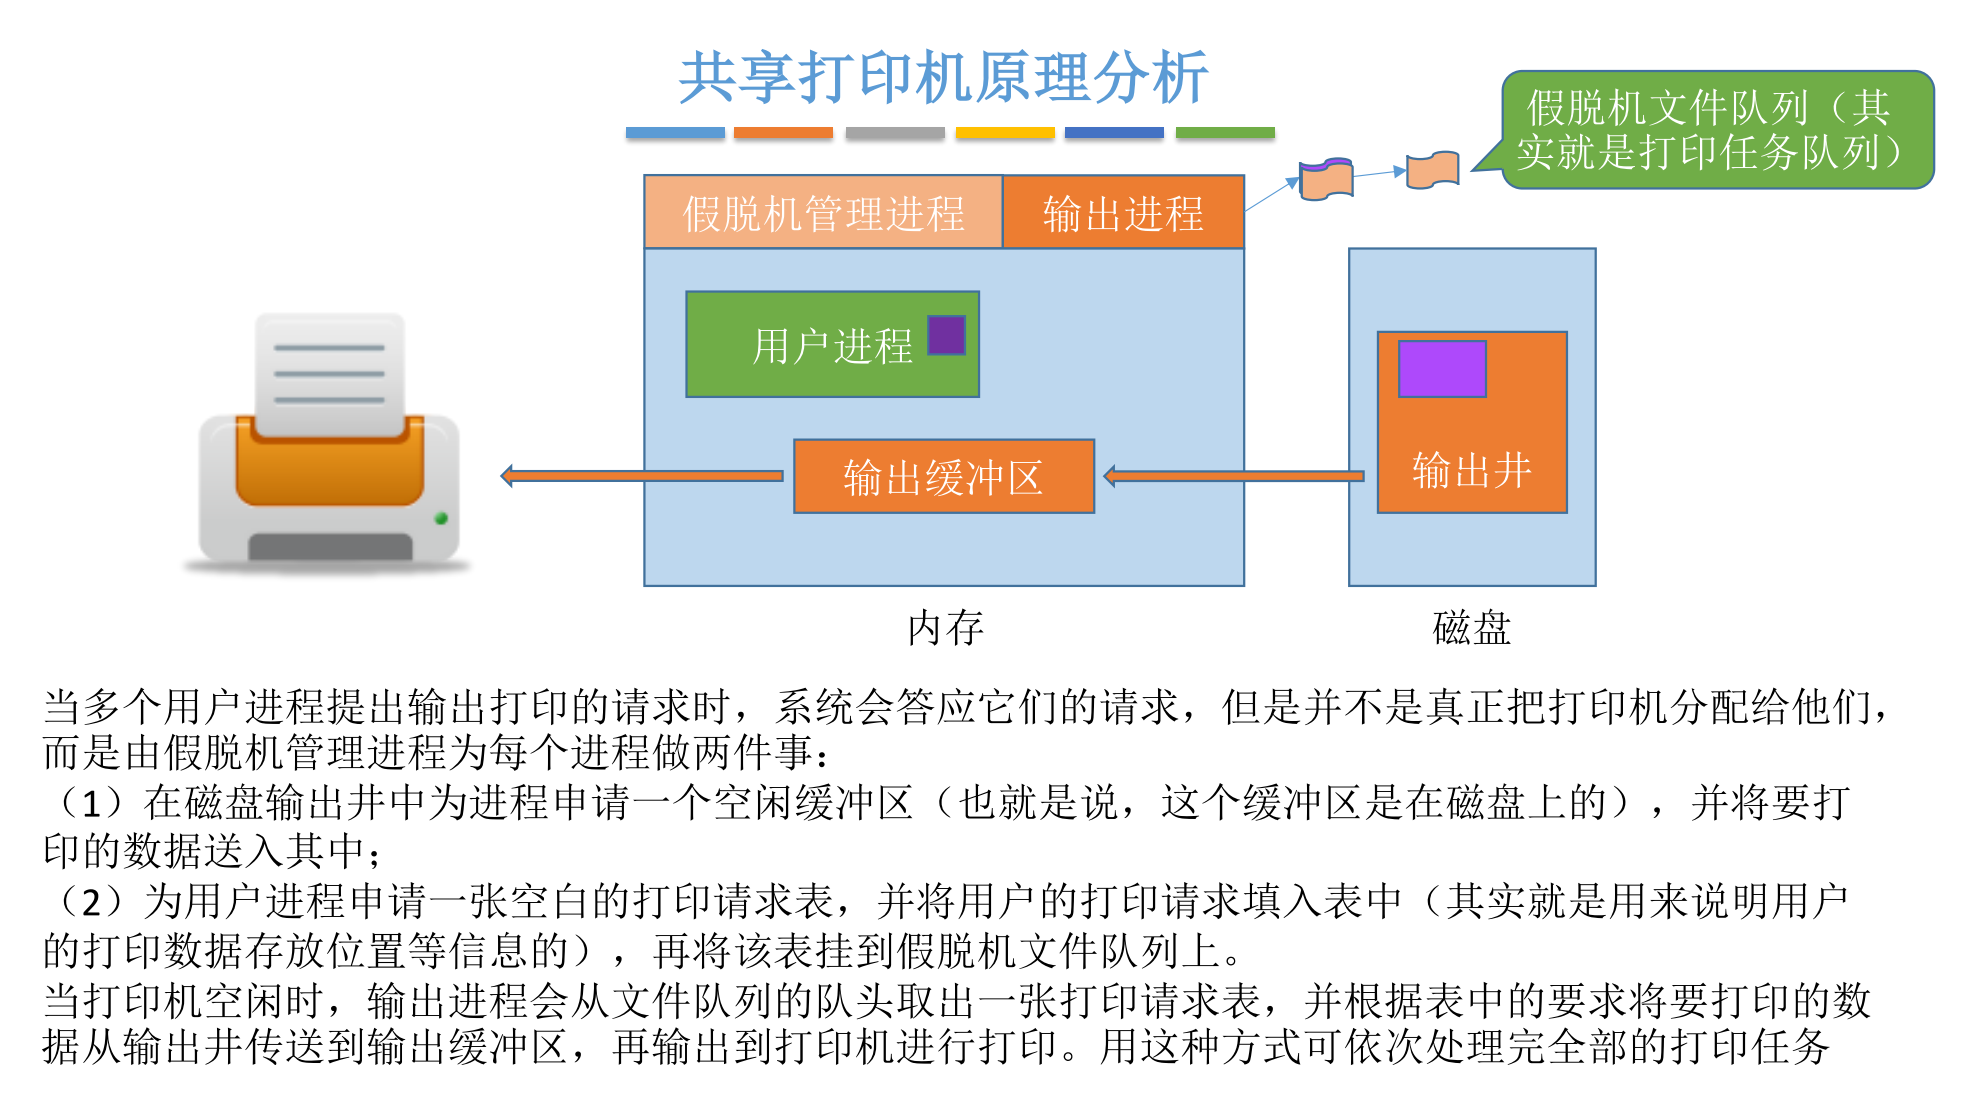 共享打印机原理分析
假脱机文件队列（其
实就是打印任务队列）
假脱机管理进程
输出进程
用户进程
输出缓冲区
输出井
内存
磁盘
当多个用户进程提出输出打印的请求时，系统会答应它们的请求，但是并不是真正把打印机分配给他们，
而是由假脱机管理进程为每个进程做两件事：
（1）在磁盘输出井中为进程申请一个空闲缓冲区（也就是说，这个缓冲区是在磁盘上的），并将要打
印的数据送入其中；
（2）为用户进程申请一张空白的打印请求表，并将用户的打印请求填入表中（其实就是用来说明用户
的打印数据存放位置等信息的），再将该表挂到假脱机文件队列上。
当打印机空闲时，输出进程会从文件队列的队头取出一张打印请求表，并根据表中的要求将要打印的数
据从输出井传送到输出缓冲区，再输出到打印机进行打印。用这种方式可依次处理完全部的打印任务